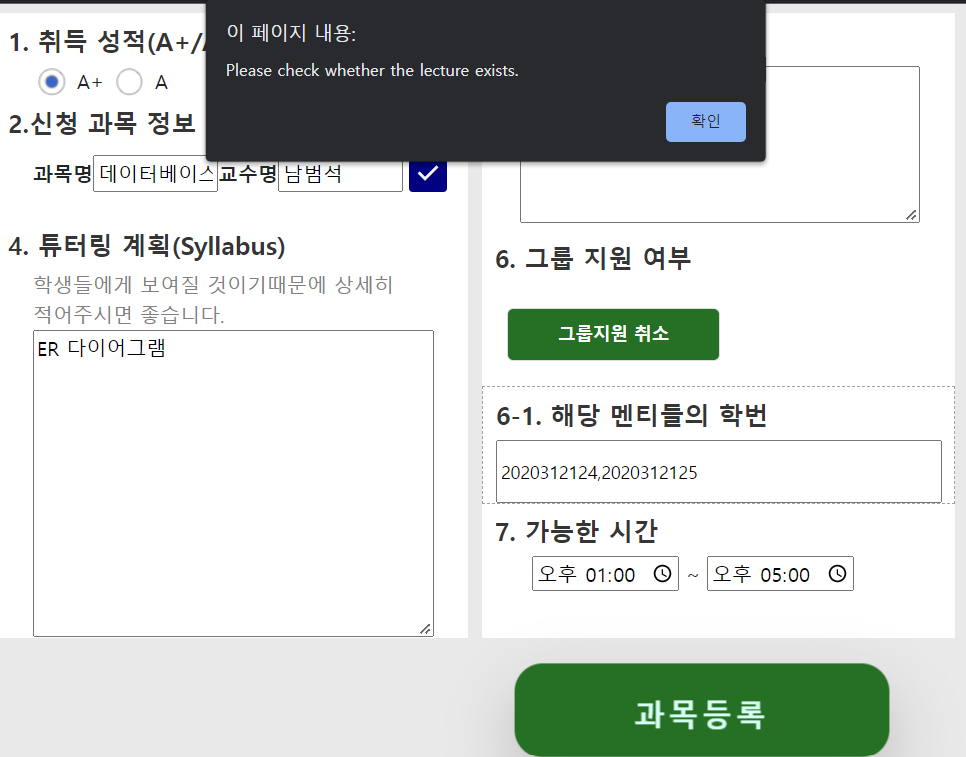 이 페이지 내용:
Please check whether the lecture exists.
확인
1. 취득 성적(A+/
A+ A
2.신청 과목 정보
과목명 데이터베이스 교수명 남범석
4. 튜터링 계획(Syllabus)
학생들에게 보여질 것이기때문에 상세히
적어주시면 좋습니다.
ER 다이어그램
6. 그룹 지원 여부
그룹지원 취소
6-1. 해당 멘티들의 학번
2020312124,2020312125
7. 가능한 시간
오후 01:00 ~ 오후 05:00
과목등록